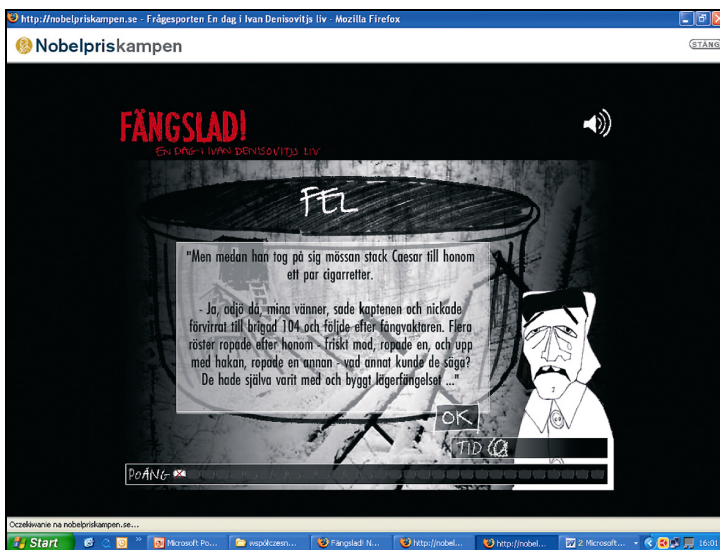 http://nobelpriskampen.se - Frågesporten En dag i Ivan Denisovitjs liv - Mozilla Firefox
Nobelpriskampen
STÄNG
FÄNGSLAD!
EN DAG I IVAN DENISOVITJS LIV
FEL
"Men medan han tog på sig mössan stack Caesar till honom
ett par cigarretter.
- Ja, adjö då, mina vänner, sade kaptenen och nickade
förvirrat till brigad 104 och följde efter fångvaktaren. Flera
röster ropade efter honom - friskt mod, ropade en, och upp
med hakan, ropade en annan - vad annat kunde de säga?
De hade själva varit med och byggt lägerfängelset ..."
OK
TID
POÄNG
Oczekiwanie na nobelpriskampen.se...
Start
Microsoft Po...
współczesn...
Fängslad! N...
http://nobel...
http://nobel...
2 Microsoft...
16:01